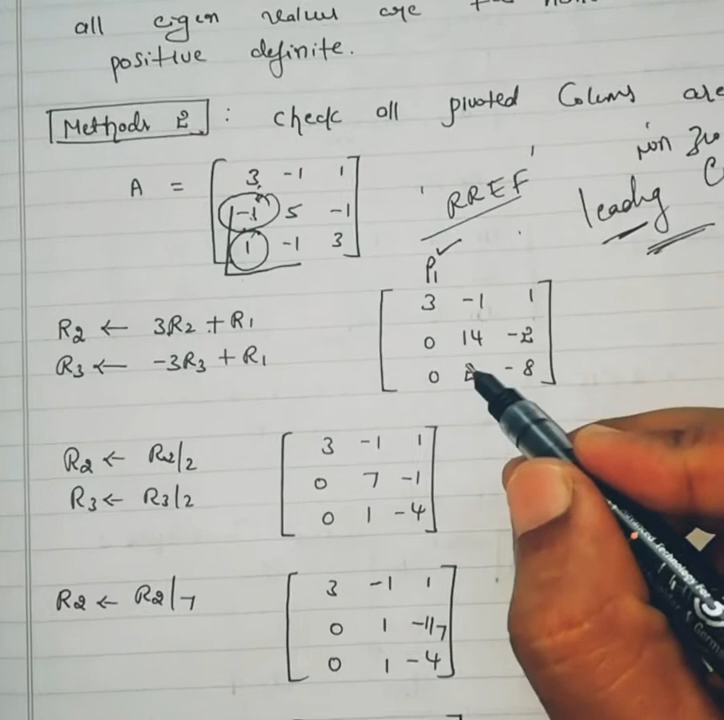 all eigen values are
positive definite.
Methods 2 : check all pivoted Colums are
non
leadig
' RREF '
A = [ 3 -1 1
-1 5 -1
1 -1 3 ]
P1 ✓
R2 ← 3R2 + R1
R3 ← -3R3 + R1
[ 3 -1 1
0 14 -2
0 -8 ]
R2 ← R2/2
R3 ← R3/2
[ 3 -1 1
0 7 -1
0 1 -4 ]
R2 ← R2/7
[ 3 -1 1
0 1 -1/7
0 1 -4 ]